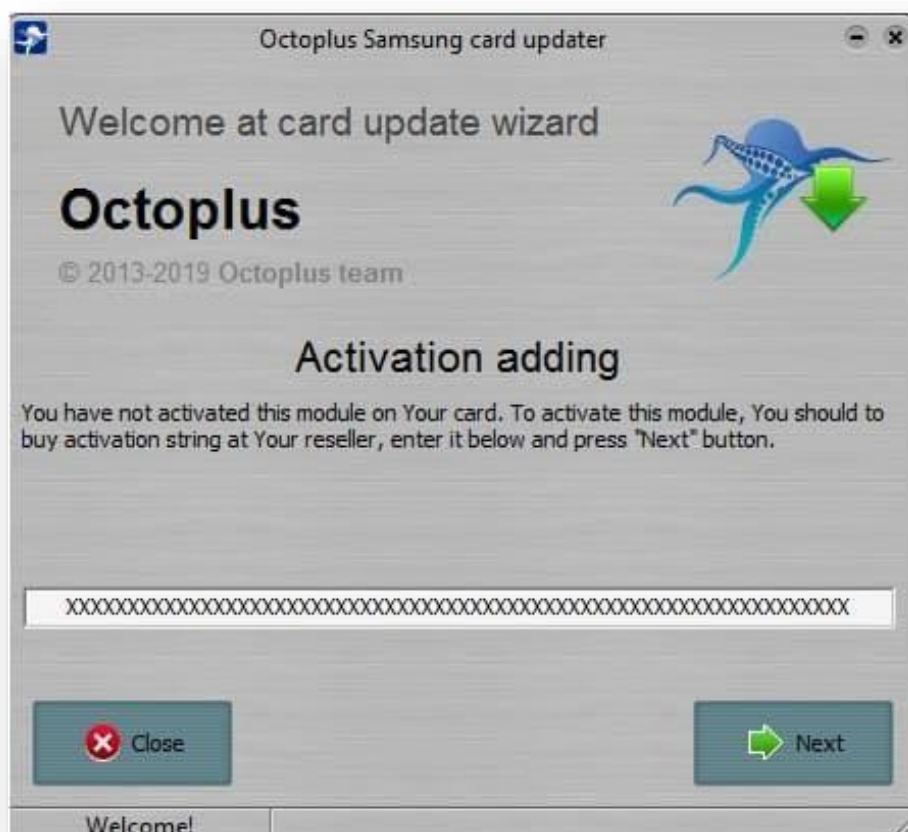 Octoplus Samsung card updater
Welcome at card update wizard
Octoplus
© 2013-2019 Octoplus team
Activation adding
You have not activated this module on Your card. To activate this module, You should to
buy activation string at Your reseller, enter it below and press "Next" button.
XXXXXXXXXXXXXXXXXXXXXXXXXXXXXXXXXXXXXXXXXXXXXXXXXXXXXXXXXXXXXXXX
Close
Next
Welcome!